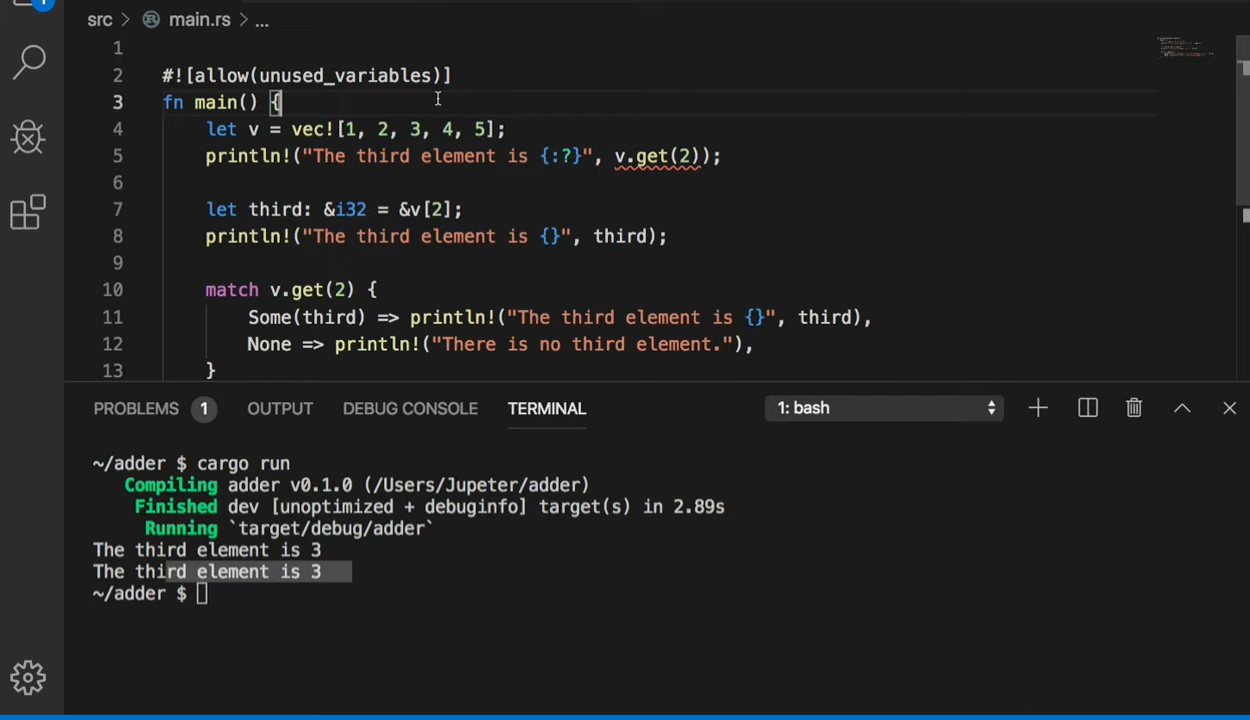 1
src > main.rs > ...
1
2 #![allow(unused_variables)]
3 fn main() {
4 let v = vec![1, 2, 3, 4, 5];
5 println!("The third element is {:?}", v.get(2));
6
7 let third: &i32 = &v[2];
8 println!("The third element is {}", third);
9
10 match v.get(2) {
11 Some(third) => println!("The third element is {}", third),
12 None => println!("There is no third element."),
13 }
PROBLEMS 1 OUTPUT DEBUG CONSOLE TERMINAL 1: bash
~/adder $ cargo run
Compiling adder v0.1.0 (/Users/Jupeter/adder)
Finished dev [unoptimized + debuginfo] target(s) in 2.89s
Running `target/debug/adder`
The third element is 3
The third element is 3
~/adder $